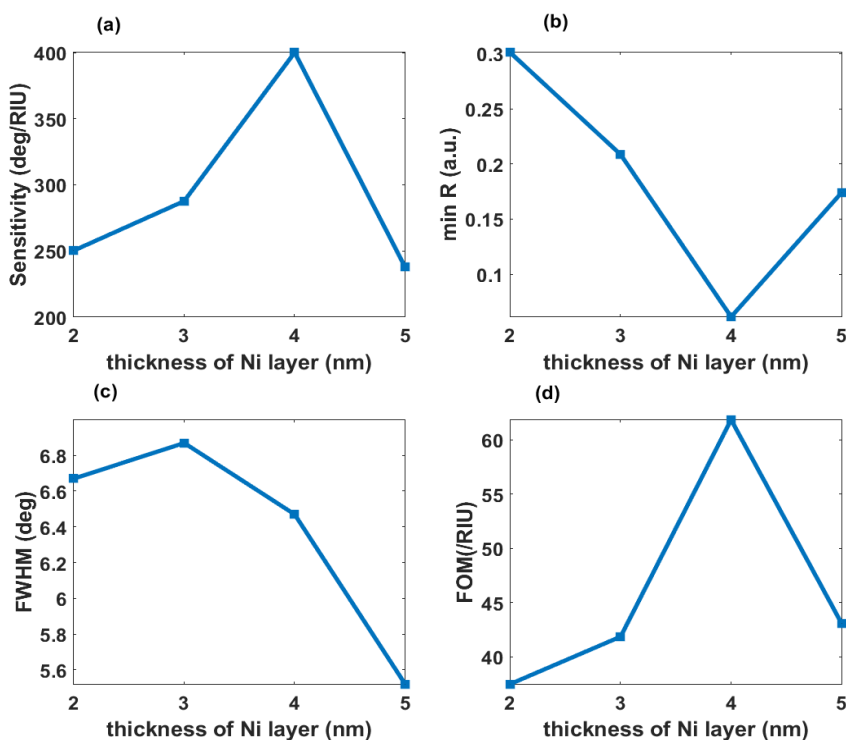 (a)
400
350
300
250
200
Sensitivity (deg/RIU)
2 3 4 5
thickness of Ni layer (nm)
(b)
0.3
0.25
0.2
0.15
0.1
min R (a.u.)
2 3 4 5
thickness of Ni layer (nm)
(c)
6.8
6.6
6.4
6.2
6
5.8
5.6
FWHM (deg)
2 3 4 5
thickness of Ni layer (nm)
(d)
60
55
50
45
40
FOM(/RIU)
2 3 4 5
thickness of Ni layer (nm)